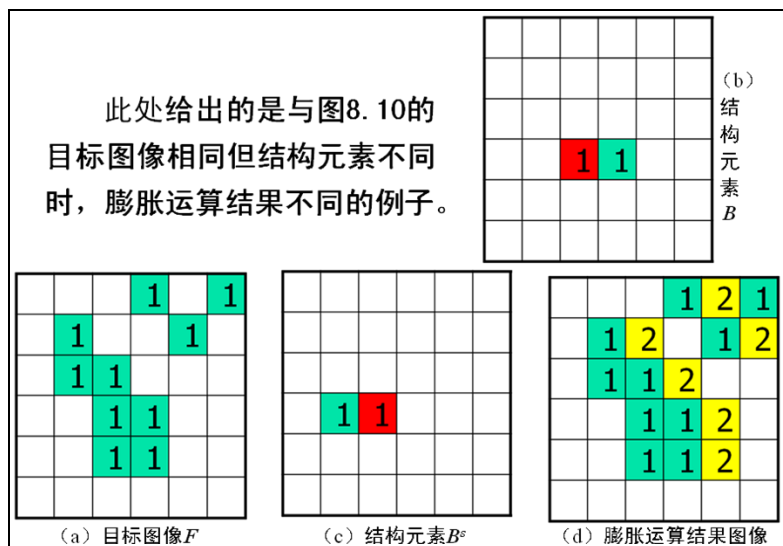 此处给出的是与图8.10的
目标图像相同但结构元素不同
时，膨胀运算结果不同的例子。
1 1
（b）结构元素B
1 1
1 1
1 1
1 1
1 1
（a）目标图像F
1 1
（c）结构元素Bˢ
1 2 1
1 2 1 2
1 1 2
1 1 2
1 1 2
（d）膨胀运算结果图像